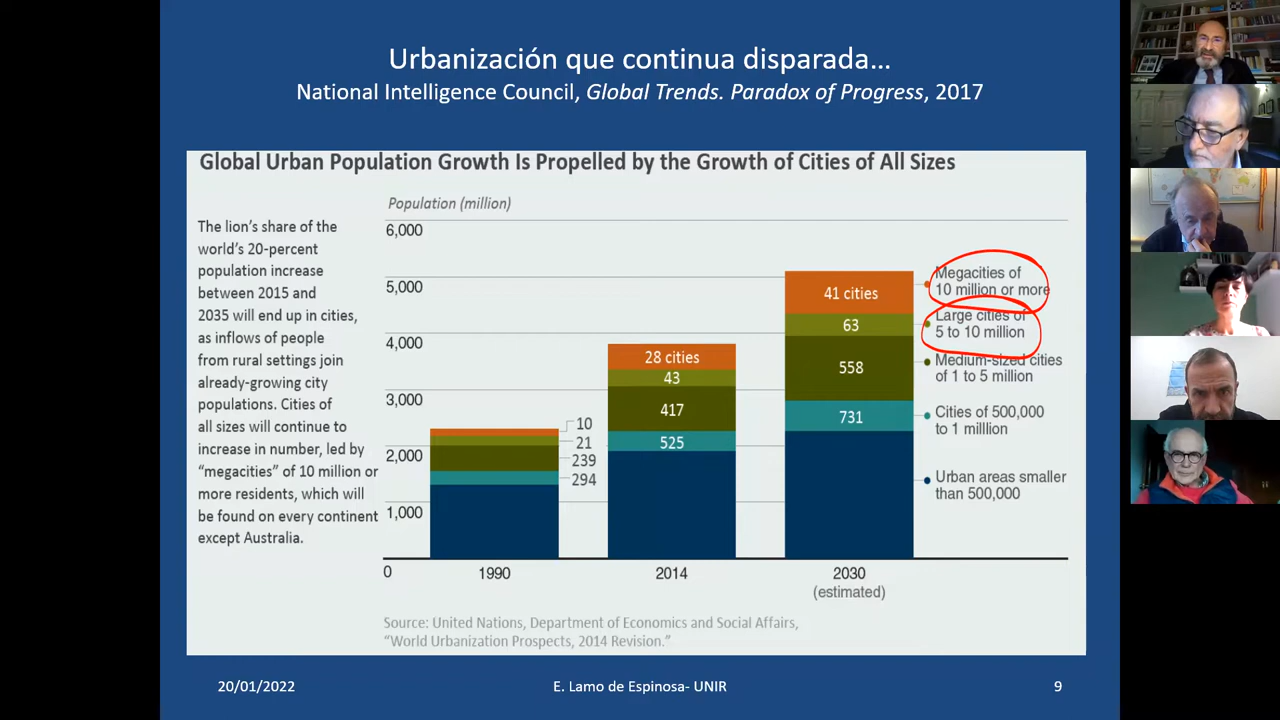 Urbanización que continua disparada...
National Intelligence Council, Global Trends. Paradox of Progress, 2017
Global Urban Population Growth Is Propelled by the Growth of Cities of All Sizes
The lion's share of the
world's 20-percent
population increase
between 2015 and
2035 will end up in cities,
as inflows of people
from rural settings join
already-growing city
populations. Cities of
all sizes will continue to
increase in number, led by
“megacities” of 10 million or
more residents, which will
be found on every continent
except Australia.
Population (million)
6,000
5,000
4,000
3,000
2,000
1,000
0
10
21
239
294
1990
28 cities
43
417
525
2014
41 cities
63
558
731
2030
(estimated)
Megacities of
10 million or more
Large cities of
5 to 10 million
Medium-sized cities
of 1 to 5 million
Cities of 500,000
to 1 milllion
Urban areas smaller
than 500,000
Source: United Nations, Department of Economics and Social Affairs,
“World Urbanization Prospects, 2014 Revision.”
20/01/2022
E. Lamo de Espinosa- UNIR
9